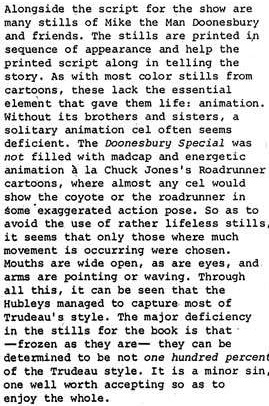 Alongside the script for the show are
many stills of Mike the Man Doonesbury
and friends. The stills are printed in
sequence of appearance and help the
printed script along in telling the
story. As with most color stills from
cartoons, these lack the essential
element that gave them life: animation.
Without its brothers and sisters, a
solitary animation cel often seems
deficient. The Doonesbury Special was
not filled with madcap and energetic
animation à la Chuck Jones's Roadrunner
cartoons, where almost any cel would
show the coyote or the roadrunner in
some exaggerated action pose. So as to
avoid the use of rather lifeless stills,
it seems that only those where much
movement is occurring were chosen.
Mouths are wide open, as are eyes, and
arms are pointing or waving. Through
all this, it can be seen that the
Hubleys managed to capture most of
Trudeau's style. The major deficiency
in the stills for the book is that
—frozen as they are— they can be
determined to be not one hundred percent
of the Trudeau style. It is a minor sin,
one well worth accepting so as to
enjoy the whole.